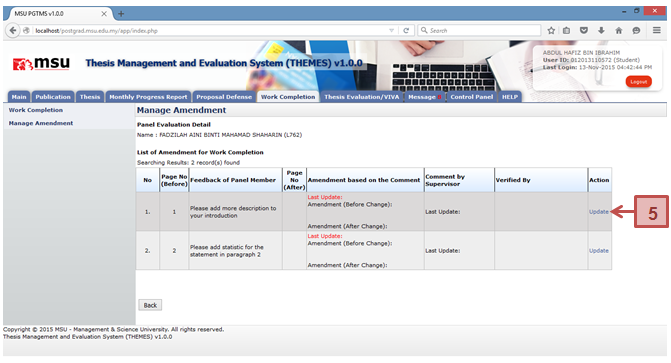 MSU PGTMS v1.0.0
localhost/postgrad.msu.edu.my/app/index.php
Search
msu
Thesis Management and Evaluation System (THEMES) v1.0.0
ABDUL HAFIZ BIN IBRAHIM
User ID: 012013110572 (Student)
Last Login: 13-Nov-2015 04:42:44 PM
Logout
Main Publication Thesis Monthly Progress Report Proposal Defense Work Completion Thesis Evaluation/VIVA Message Control Panel HELP
Work Completion
Manage Amendment
Manage Amendment
Panel Evaluation Detail
Name : FADZILAH AINI BINTI MAHAMAD SHAHARIN (L762)
List of Amendment for Work Completion
Searching Results: 2 record(s) found
No Page No (Before) Feedback of Panel Member Page No (After) Amendment based on the Comment Comment by Supervisor Verified By Action
1. 1 Please add more description to your introduction
Last Update:
Amendment (Before Change):
Amendment (After Change):
Last Update:
Update
5
2. 2 Please add statistic for the statement in paragraph 2
Last Update:
Amendment (Before Change):
Amendment (After Change):
Last Update:
Update
Back
Copyright © 2015 MSU - Management & Science University. All rights reserved.
Thesis Management and Evaluation System (THEMES) v1.0.0